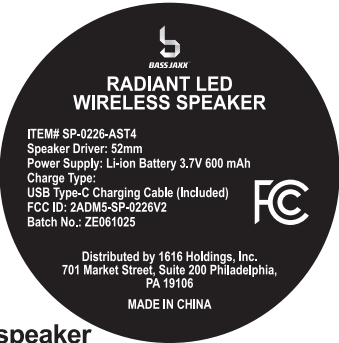 BASS JAXX
RADIANT LED
WIRELESS SPEAKER
ITEM# SP-0226-AST4
Speaker Driver: 52mm
Power Supply: Li-ion Battery 3.7V 600 mAh
Charge Type:
USB Type-C Charging Cable (Included)
FCC ID: 2ADM5-SP-0226V2
Batch No.: ZE061025
FC
Distributed by 1616 Holdings, Inc.
701 Market Street, Suite 200 Philadelphia,
PA 19106
MADE IN CHINA
speaker